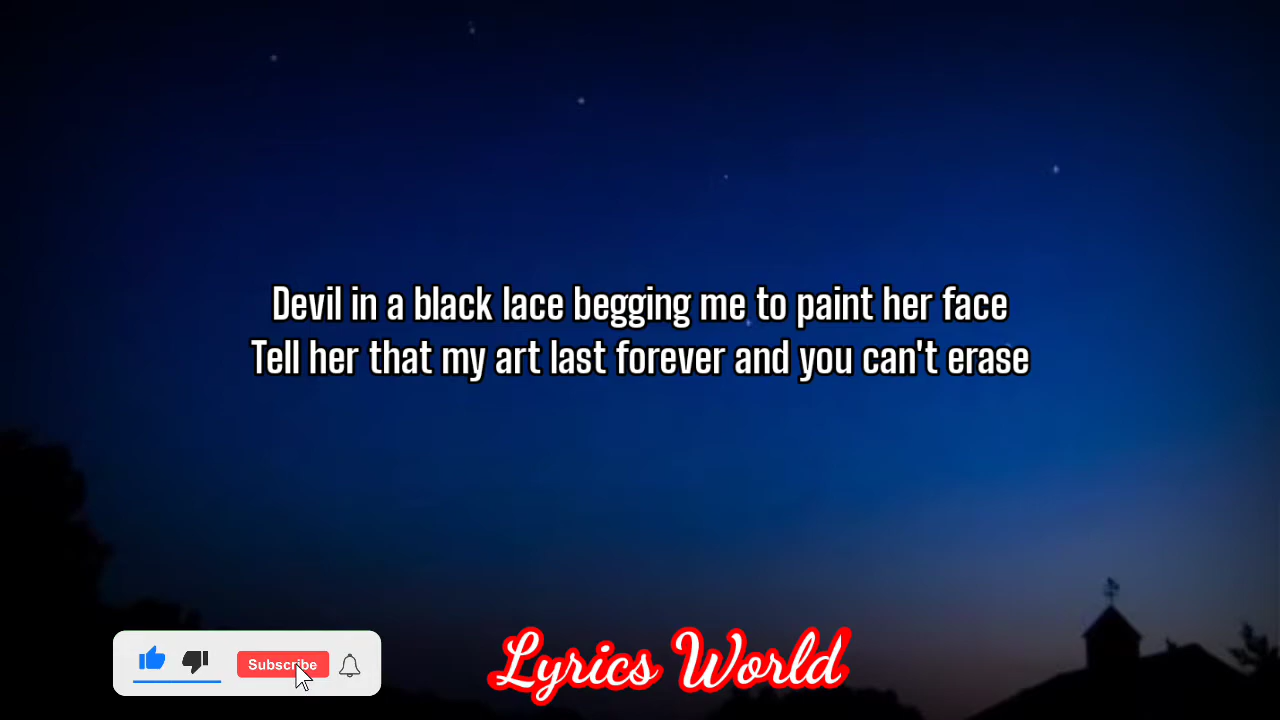 Devil in a black lace begging me to paint her face
Tell her that my art last forever and you can't erase
Subscribe
Lyrics World